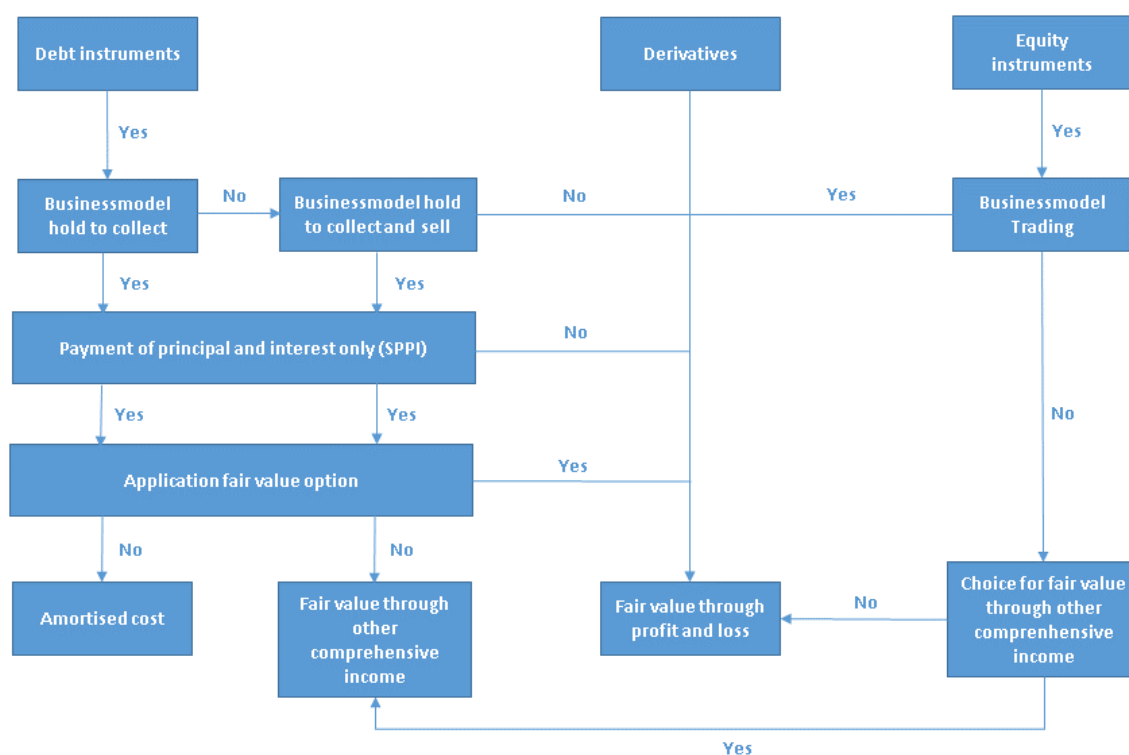 Debt instruments
Derivatives
Equity
instruments
Yes
Yes
Businessmodel
hold to collect
No
Businessmodel hold
to collect and sell
No
Yes
Businessmodel
Trading
Yes
Yes
Payment of principal and interest only (SPPI)
No
Yes
Yes
No
Application fair value option
Yes
No
No
Amortised cost
Fair value through
other
comprehensive
income
Fair value through
profit and loss
No
Choice for fair value
through other
comprenhensive
income
Yes